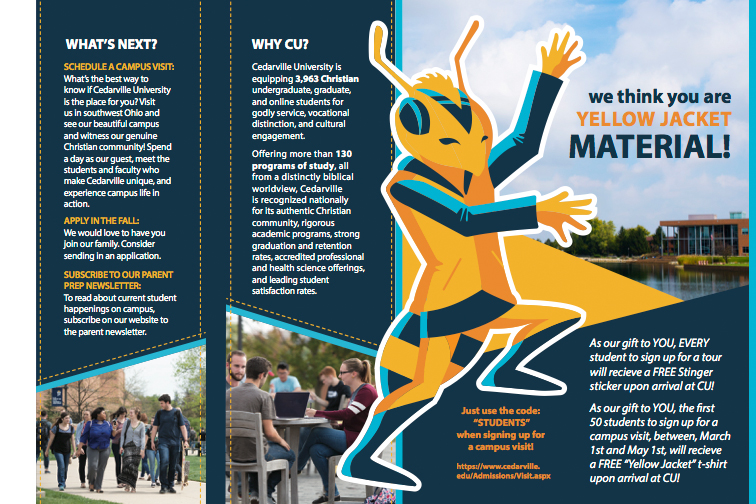 WHAT'S NEXT?
SCHEDULE A CAMPUS VISIT:
What's the best way to
know if Cedarville University
is the place for you? Visit
us in southwest Ohio and
see our beautiful campus
and witness our genuine
Christian community! Spend
a day as our guest, meet the
students and faculty who
make Cedarville unique, and
experience campus life in
action.
APPLY IN THE FALL:
We would love to have you
join our family. Consider
sending in an application.
SUBSCRIBE TO OUR PARENT
PREP NEWSLETTER:
To read about current student
happenings on campus,
subscribe on our website to
the parent newsletter.
WHY CU?
Cedarville University is
equipping 3,963 Christian
undergraduate, graduate,
and online students for
godly service, vocational
distinction, and cultural
engagement.
Offering more than 130
programs of study, all
from a distinctly biblical
worldview, Cedarville
is recognized nationally
for its authentic Christian
community, rigorous
academic programs, strong
graduation and retention
rates, accredited professional
and health science offerings,
and leading student
satisfaction rates.
we think you are
YELLOW JACKET
MATERIAL!
As our gift to YOU, EVERY
student to sign up for a tour
will recieve a FREE Stinger
sticker upon arrival at CU!
As our gift to YOU, the first
50 students to sign up for a
campus visit, between, March
1st and May 1st, will recieve
a FREE "Yellow Jacket" t-shirt
upon arrival at CU!
Just use the code:
"STUDENTS"
when signing up for
a campus visit!
https://www.cedarville.
edu/Admissions/Visit.aspx